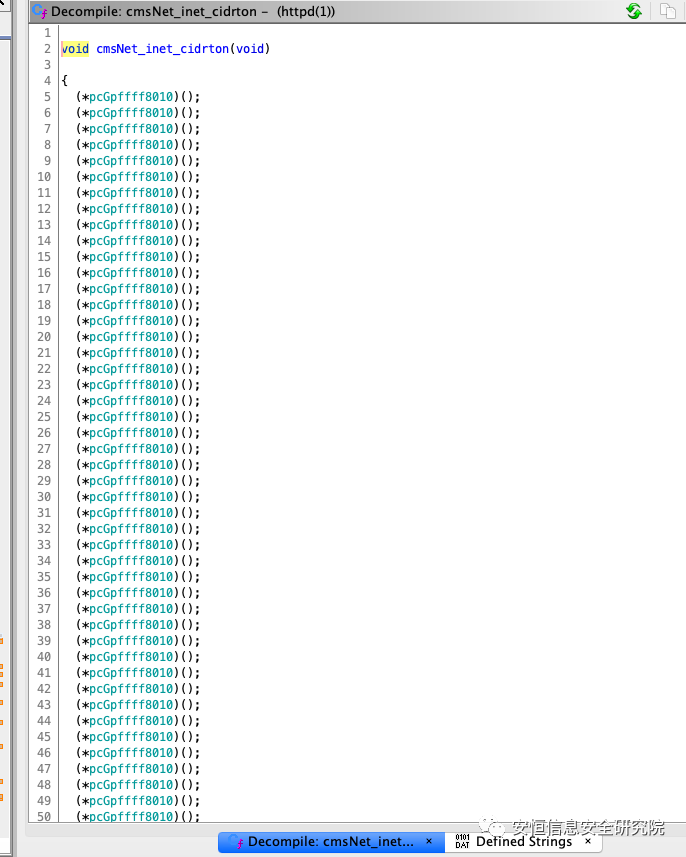 Decompile: cmsNet_inet_cidrton – (httpd(1))
1
2 void cmsNet_inet_cidrton(void)
3
4 {
5 (*pcGpffff8010)();
6 (*pcGpffff8010)();
7 (*pcGpffff8010)();
8 (*pcGpffff8010)();
9 (*pcGpffff8010)();
10 (*pcGpffff8010)();
11 (*pcGpffff8010)();
12 (*pcGpffff8010)();
13 (*pcGpffff8010)();
14 (*pcGpffff8010)();
15 (*pcGpffff8010)();
16 (*pcGpffff8010)();
17 (*pcGpffff8010)();
18 (*pcGpffff8010)();
19 (*pcGpffff8010)();
20 (*pcGpffff8010)();
21 (*pcGpffff8010)();
22 (*pcGpffff8010)();
23 (*pcGpffff8010)();
24 (*pcGpffff8010)();
25 (*pcGpffff8010)();
26 (*pcGpffff8010)();
27 (*pcGpffff8010)();
28 (*pcGpffff8010)();
29 (*pcGpffff8010)();
30 (*pcGpffff8010)();
31 (*pcGpffff8010)();
32 (*pcGpffff8010)();
33 (*pcGpffff8010)();
34 (*pcGpffff8010)();
35 (*pcGpffff8010)();
36 (*pcGpffff8010)();
37 (*pcGpffff8010)();
38 (*pcGpffff8010)();
39 (*pcGpffff8010)();
40 (*pcGpffff8010)();
41 (*pcGpffff8010)();
42 (*pcGpffff8010)();
43 (*pcGpffff8010)();
44 (*pcGpffff8010)();
45 (*pcGpffff8010)();
46 (*pcGpffff8010)();
47 (*pcGpffff8010)();
48 (*pcGpffff8010)();
49 (*pcGpffff8010)();
50 (*pcGpffff8010)();
安恒信息安全研究院
Decompile: cmsNet_inet... × 0101 DAT Defined Strings ×